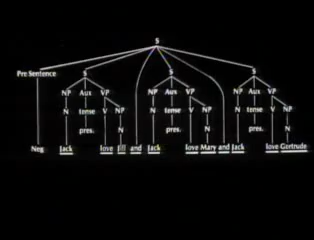 S
Pre Sentence S S S
NP Aux VP NP Aux VP NP Aux VP
N tense V NP N tense V NP N tense V NP
pres. N pres. N pres. N
Neg Jack love Jill and Jack love Mary and Jack love Gertrude